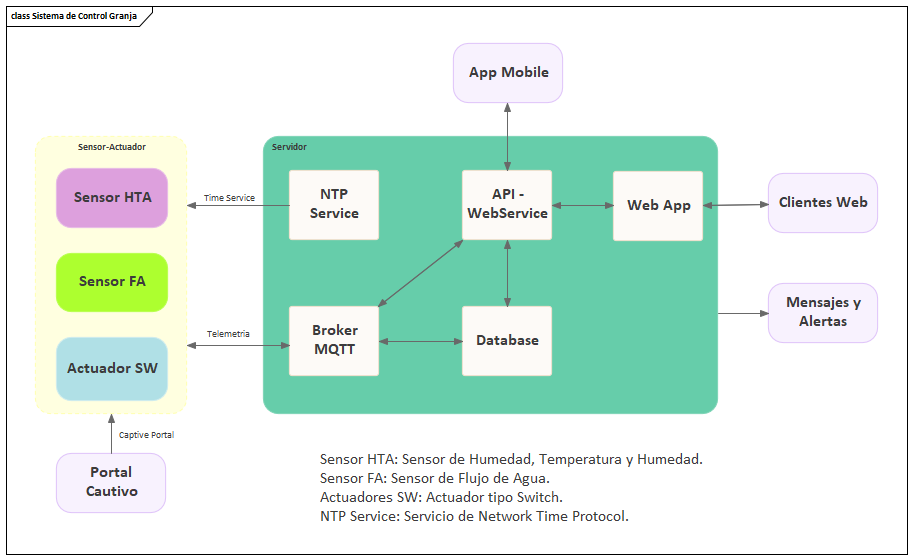 class Sistema de Control Granja
App Mobile
Sensor-Actuador
Servidor
Sensor HTA
Time Service
NTP
Service
API -
WebService
Web App
Clientes Web
Sensor FA
Mensajes y
Alertas
Actuador SW
Telemetria
Broker
MQTT
Database
Captive Portal
Portal
Cautivo
Sensor HTA: Sensor de Humedad, Temperatura y Humedad.
Sensor FA: Sensor de Flujo de Agua.
Actuadores SW: Actuador tipo Switch.
NTP Service: Servicio de Network Time Protocol.